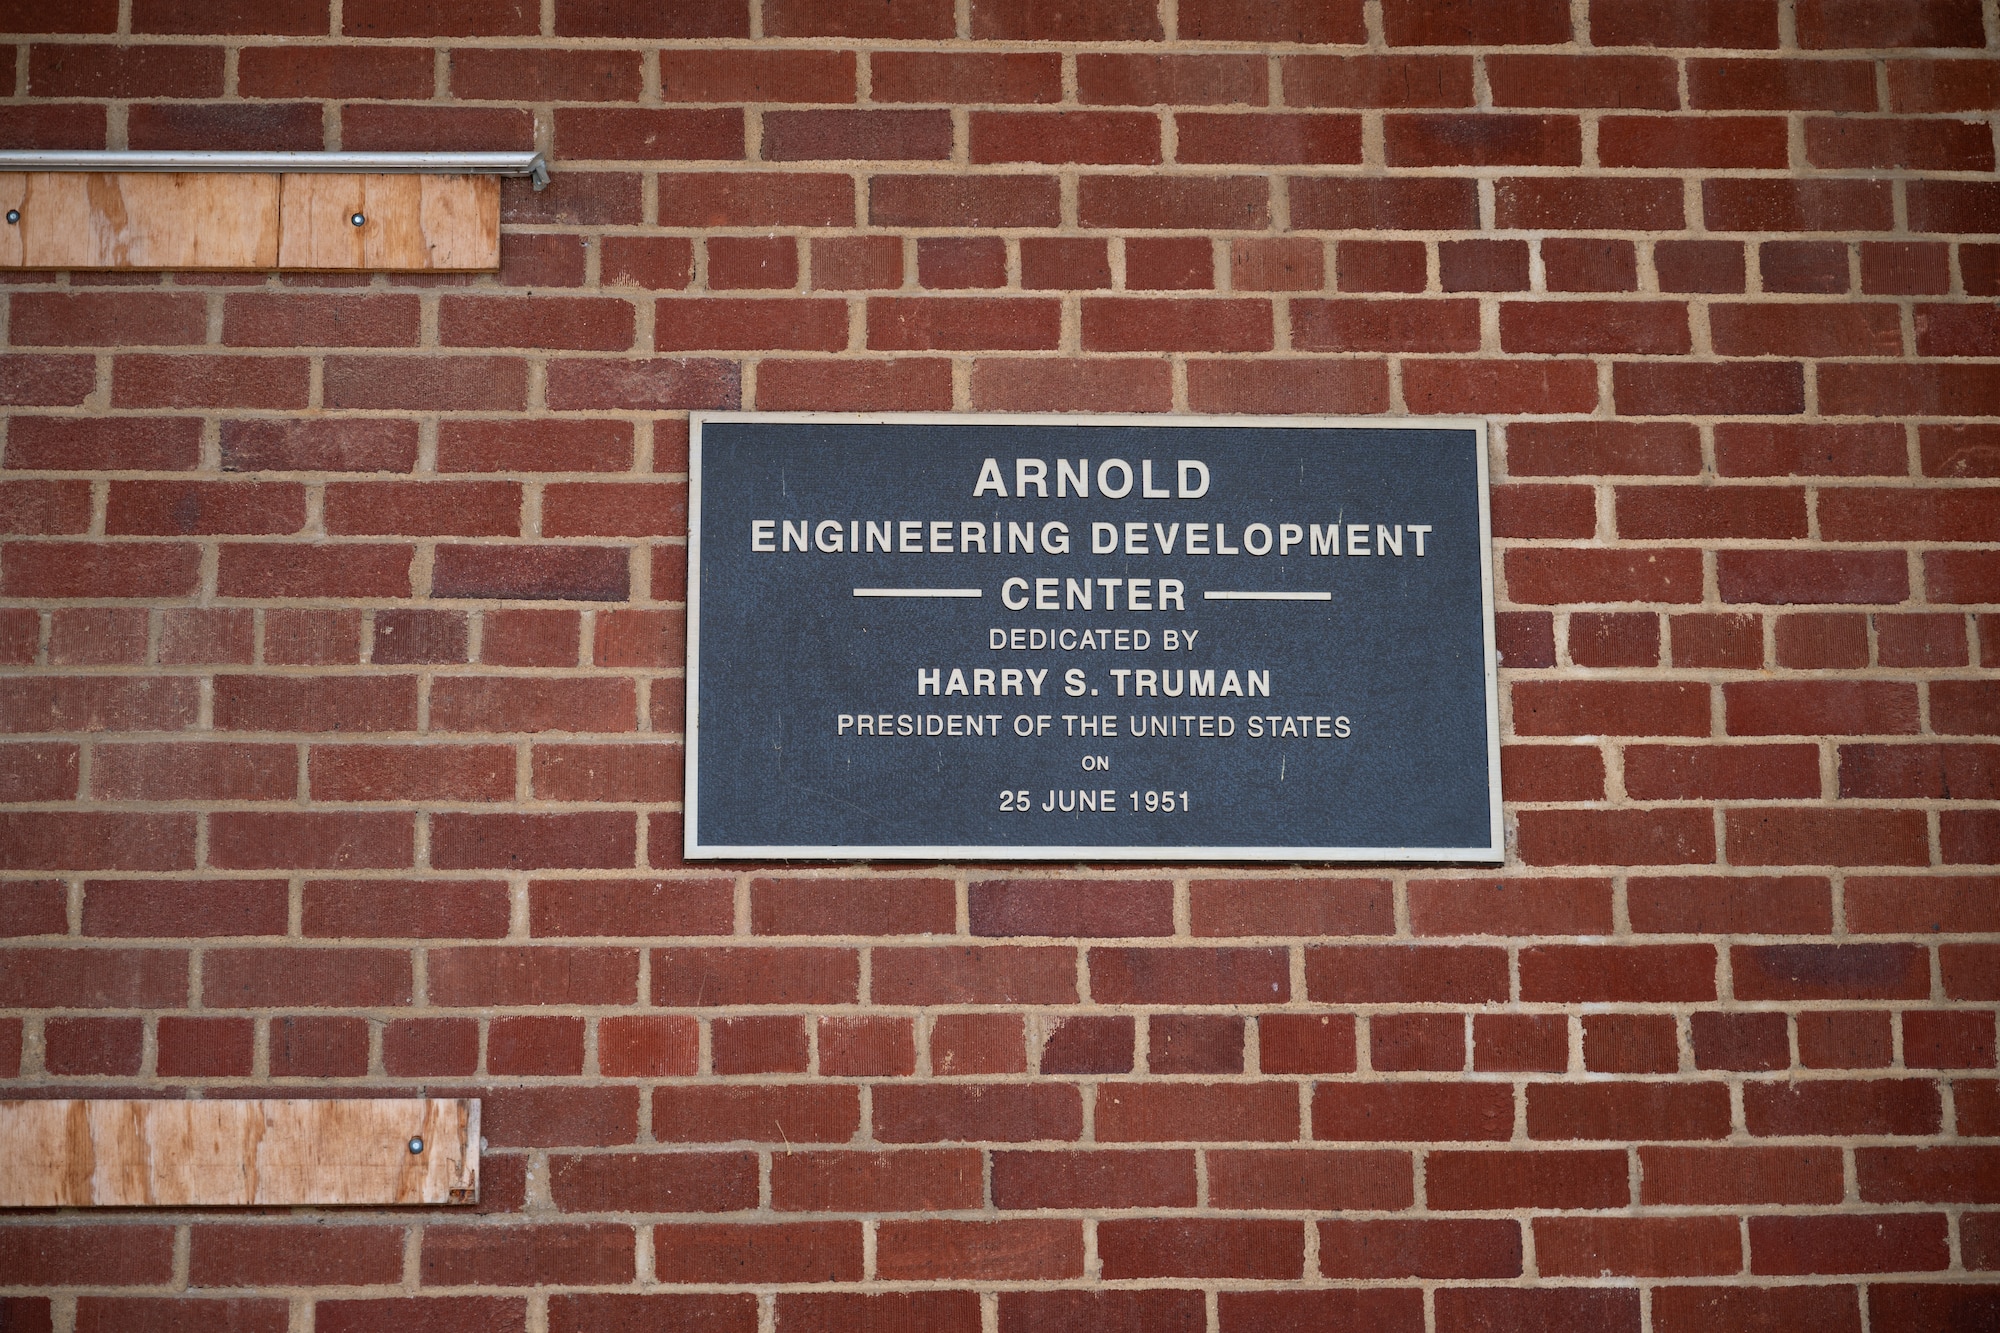 ARNOLD
ENGINEERING DEVELOPMENT
CENTER
DEDICATED BY
HARRY S. TRUMAN
PRESIDENT OF THE UNITED STATES
ON
25 JUNE 1951